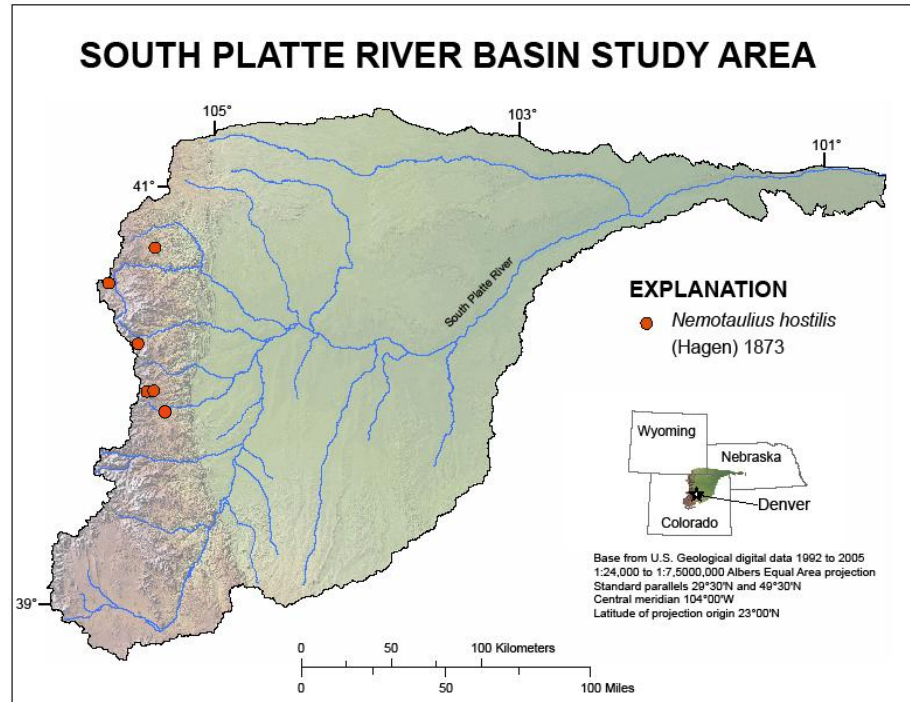 SOUTH PLATTE RIVER BASIN STUDY AREA
105°
103°
101°
41°
South Platte River
EXPLANATION
Nemotaulius hostilis
(Hagen) 1873
Wyoming
Nebraska
Denver
Colorado
Base from U.S. Geological digital data 1992 to 2005
1:24,000 to 1:7,5000,000 Albers Equal Area projection
Standard parallels 29°30'N and 49°30'N
Central meridian 104°00'W
Latitude of projection origin 23°00'N
39°
0 50 100 Kilometers
0 50 100 Miles